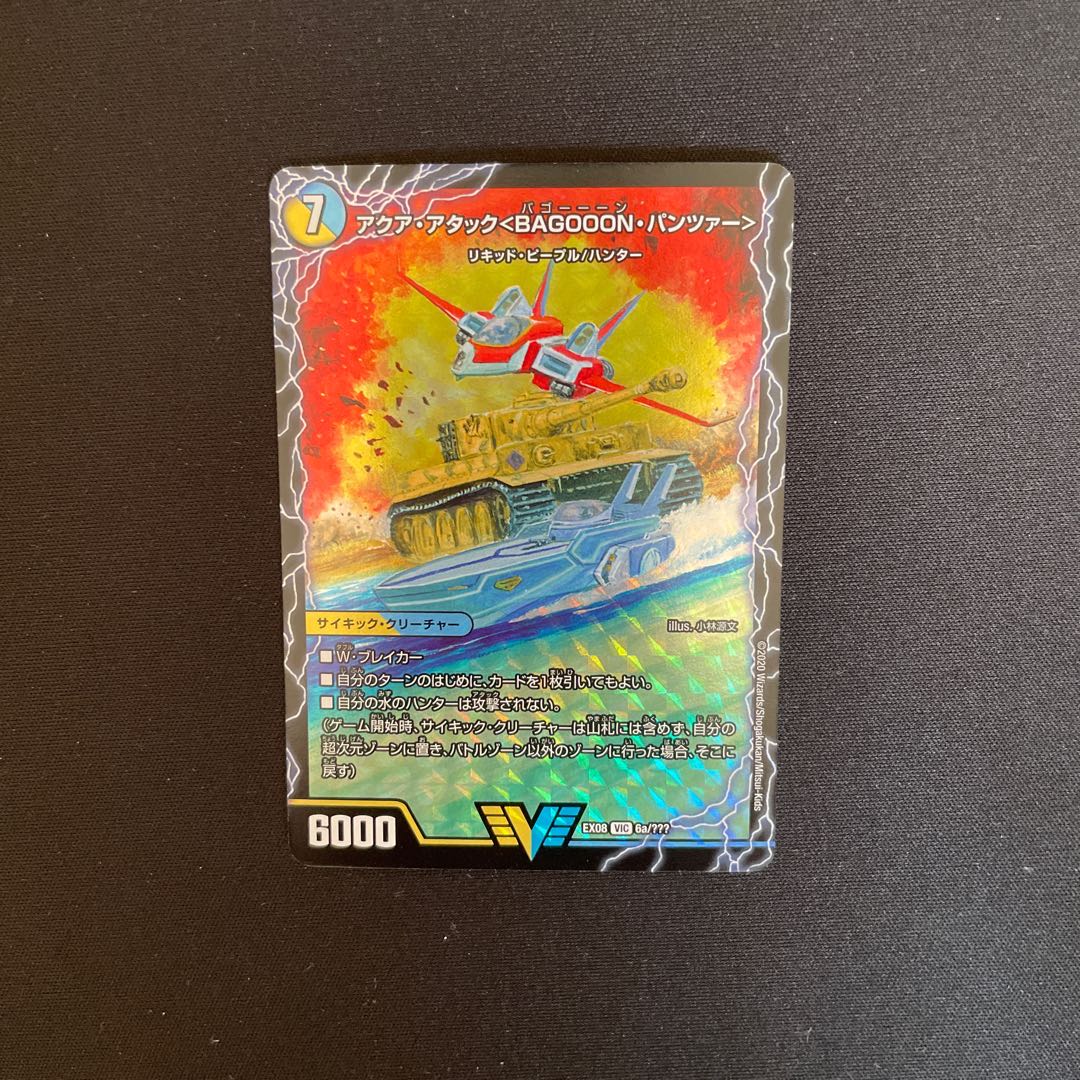 7
バゴーーーン
アクア・アタック<BAGOOON・パンツァー>
リキッド・ピープル/ハンター
サイキック・クリーチャー
illus. 小林源文
■W・ブレイカー
■自分のターンのはじめに、カードを1枚引いてもよい。
■自分の水のハンターは攻撃されない。
(ゲーム開始時、サイキック・クリーチャーは山札には含めず、自分の
超次元ゾーンに置き、バトルゾーン以外のゾーンに行った場合、そこに
戻す)
©2020 Wizards/Shogakukan/Mitsui-Kids
6000
EX08 VIC 6a/???